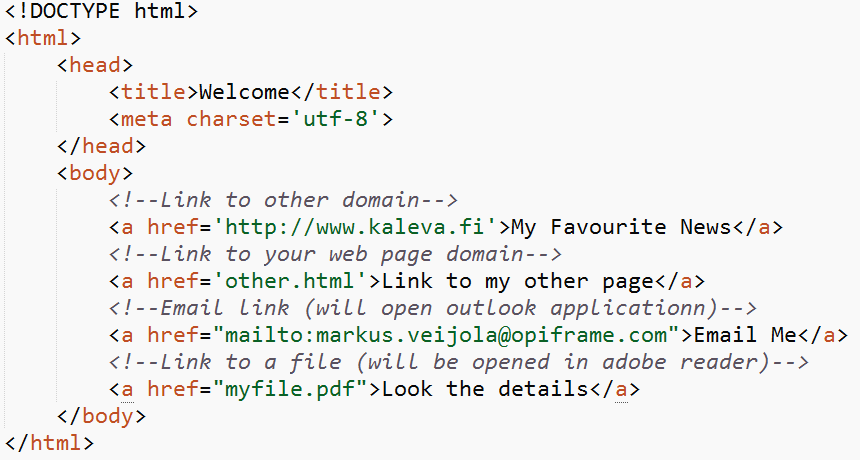 <!DOCTYPE html>
<html>
    <head>
        <title>Welcome</title>
        <meta charset='utf-8'>
    </head>
    <body>
        <!--Link to other domain-->
        <a href='http://www.kaleva.fi'>My Favourite News</a>
        <!--Link to your web page domain-->
        <a href='other.html'>Link to my other page</a>
        <!--Email link (will open outlook applicationn)-->
        <a href="mailto:markus.veijola@opiframe.com">Email Me</a>
        <!--Link to a file (will be opened in adobe reader)-->
        <a href="myfile.pdf">Look the details</a>
    </body>
</html>